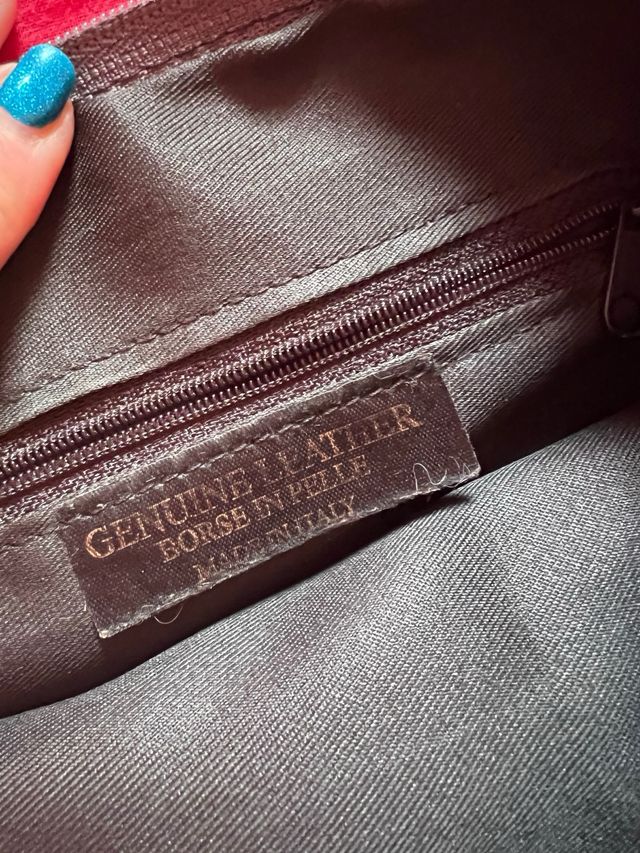 GENUINE LEATHER
BORSE IN PELLE
MADE IN ITALY